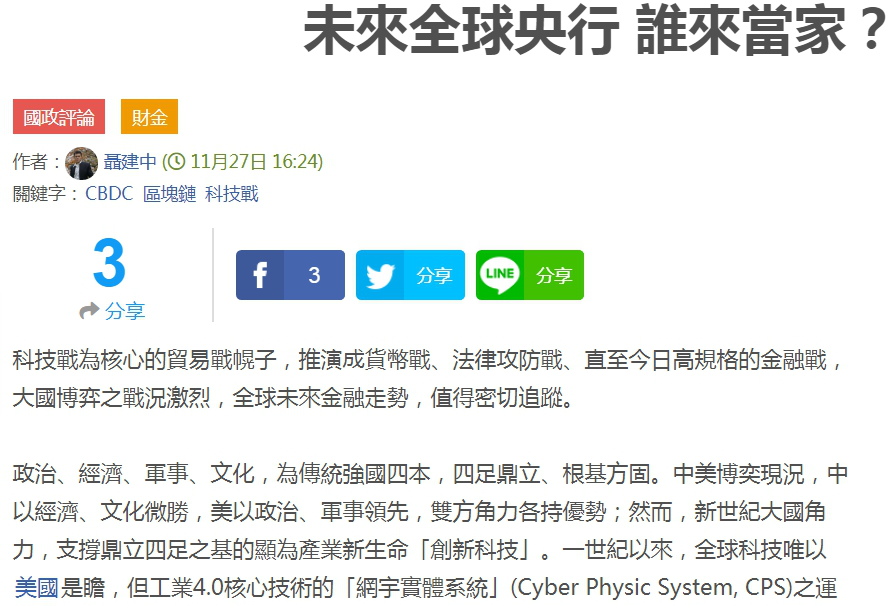 未來全球央行 誰來當家？
國政評論 財金
作者：聶建中 (11月27日 16:24)
關鍵字：CBDC 區塊鏈 科技戰
3
分享
3
分享
LINE 分享
科技戰為核心的貿易戰幌子，推演成貨幣戰、法律攻防戰、直至今日高規格的金融戰，
大國博弈之戰況激烈，全球未來金融走勢，值得密切追蹤。
政治、經濟、軍事、文化，為傳統強國四本，四足鼎立、根基方固。中美博奕現況，中
以經濟、文化微勝，美以政治、軍事領先，雙方角力各持優勢；然而，新世紀大國角
力，支撐鼎立四足之基的顯為產業新生命「創新科技」。一世紀以來，全球科技唯以
美國是瞻，但工業4.0核心技術的「網宇實體系統」(Cyber Physic System, CPS)之運